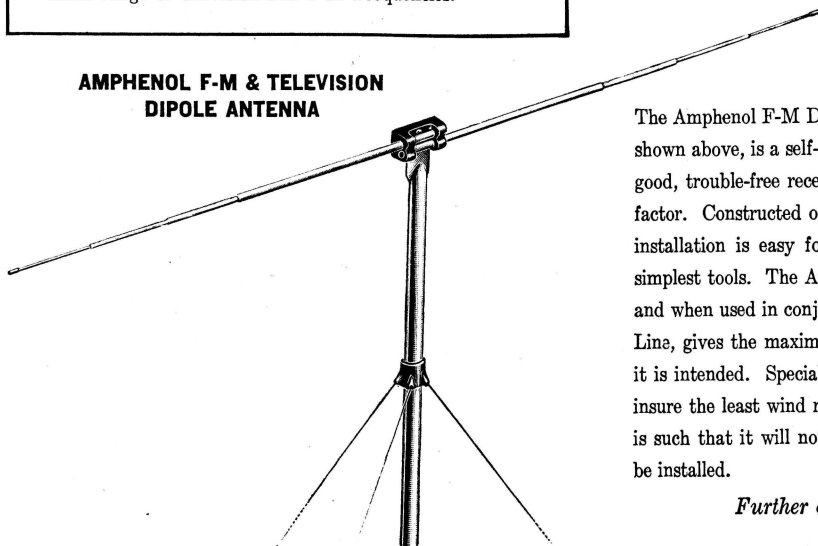 AMPHENOL F-M & TELEVISION
DIPOLE ANTENNA
The Amphenol F-M D
shown above, is a self-
good, trouble-free rece
factor. Constructed o
installation is easy fo
simplest tools. The A
and when used in conj
Line, gives the maxim
it is intended. Specia
insure the least wind r
is such that it will no
be installed.
Further